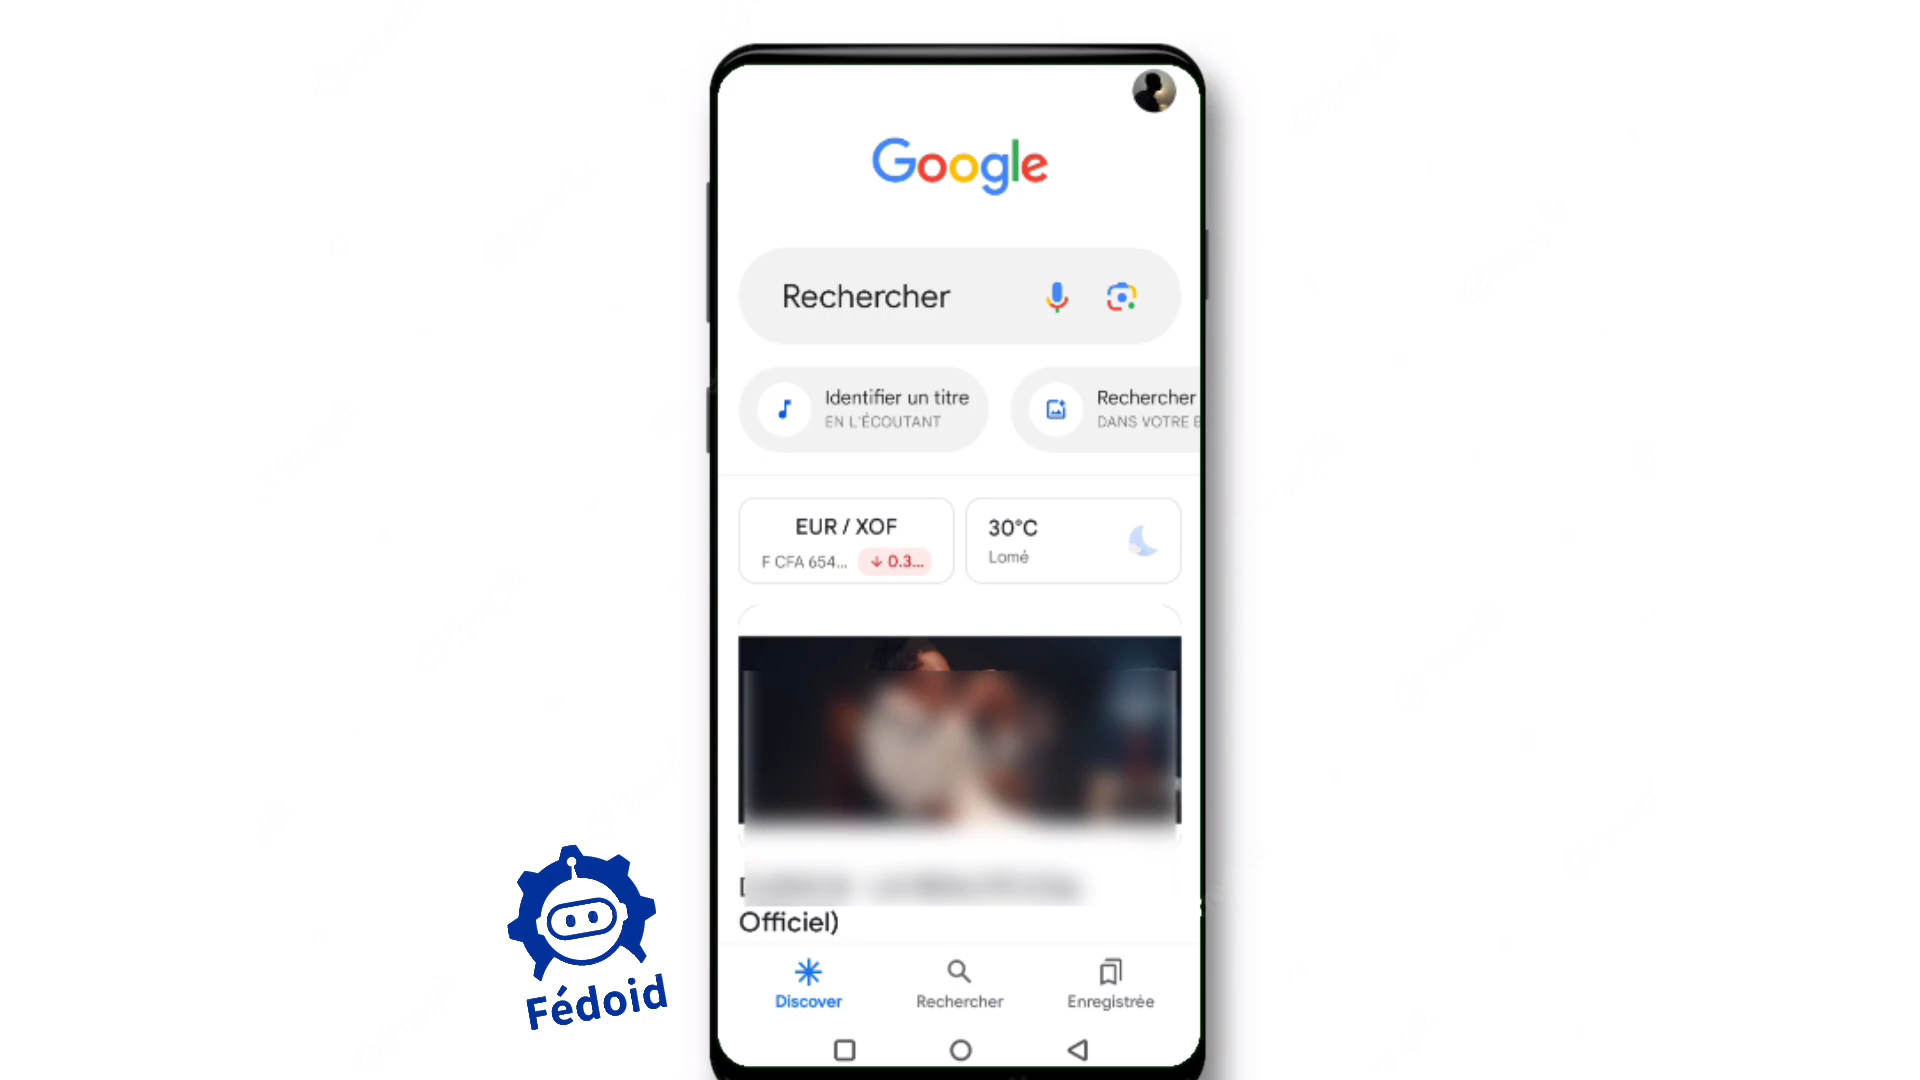 Google
Rechercher
Identifier un titre
EN L'ÉCOUTANT
Rechercher
DANS VOTRE
EUR / XOF
F CFA 654... ↓ 0.3...
30°C
Lomé
Officiel)
Discover
Rechercher
Enregistrée
Fédoid